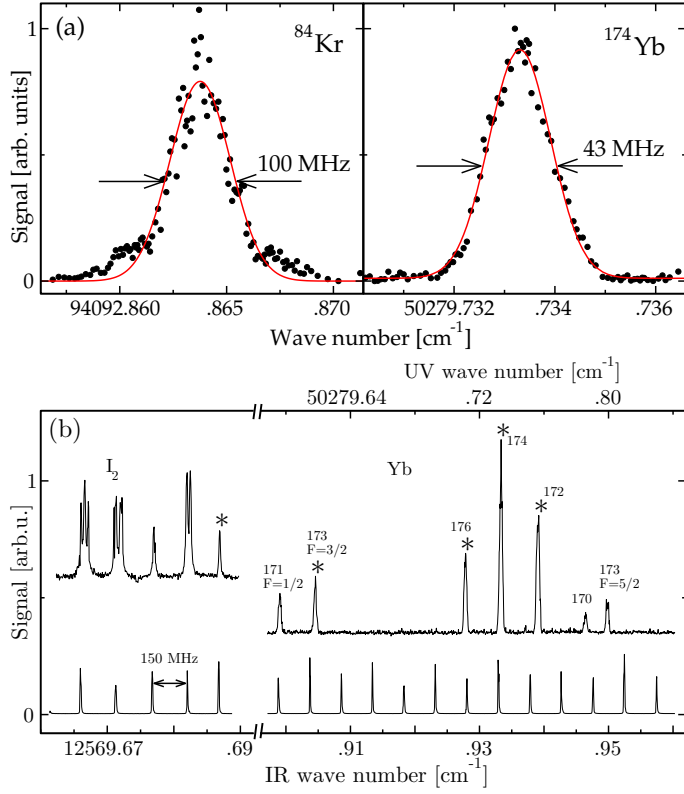 (a)
⁸⁴Kr
¹⁷⁴Yb
1
100 MHz
43 MHz
0
Signal [arb. units]
94092.860 .865 .870
50279.732 .734 .736
Wave number [cm⁻¹]
UV wave number [cm⁻¹]
50279.64 .72 .80
(b)
I₂
Yb
*
174
1
*
172
*
176
*
173
F=3/2
*
171
F=1/2
170
173
F=5/2
150 MHz
0
Signal [arb.u.]
12569.67 .69 .91 .93 .95
IR wave number [cm⁻¹]